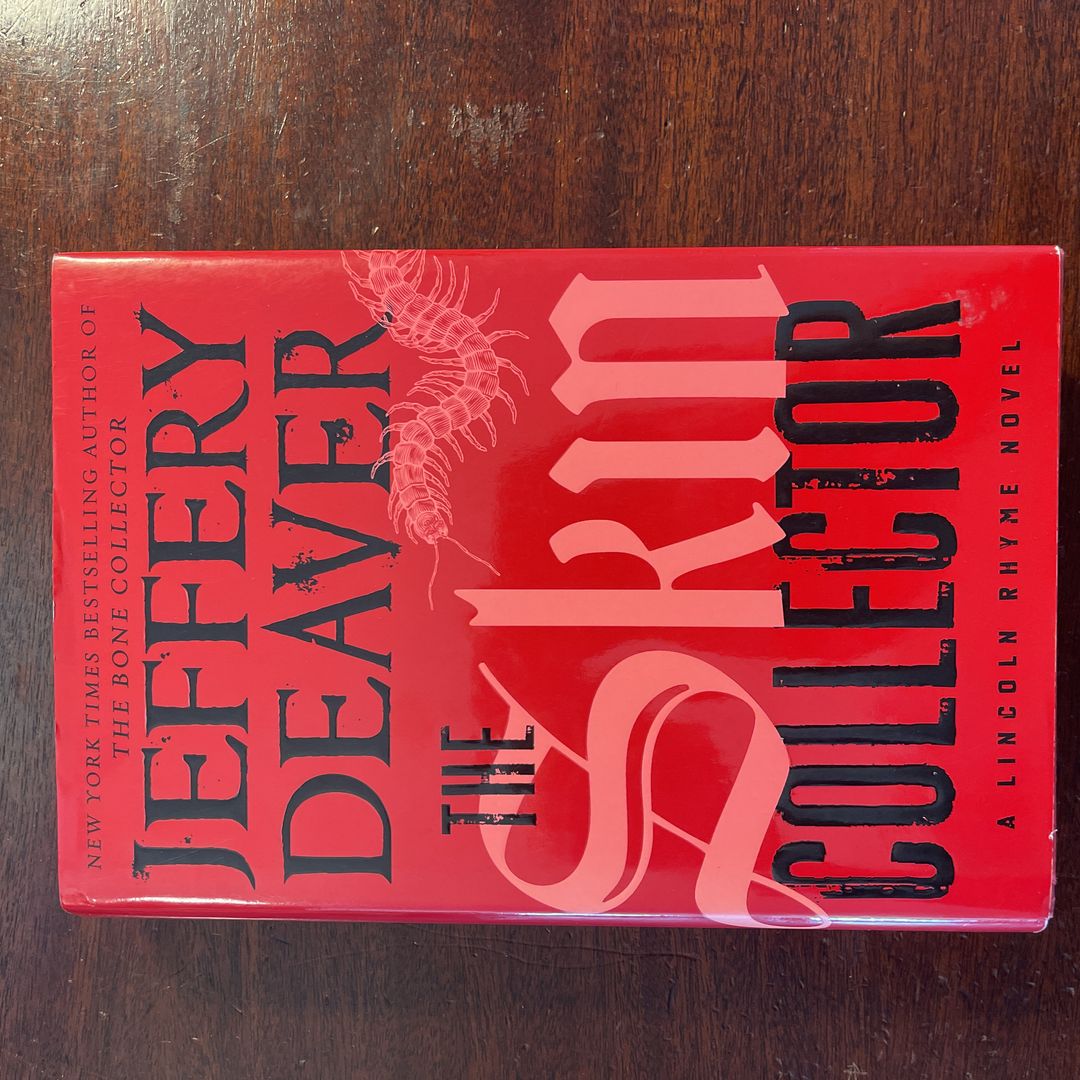 NEW YORK TIMES BESTSELLING AUTHOR OF
THE BONE COLLECTOR
JEFFERY
DEAVER
THE
Skin
COLLECTOR
A LINCOLN RHYME NOVEL